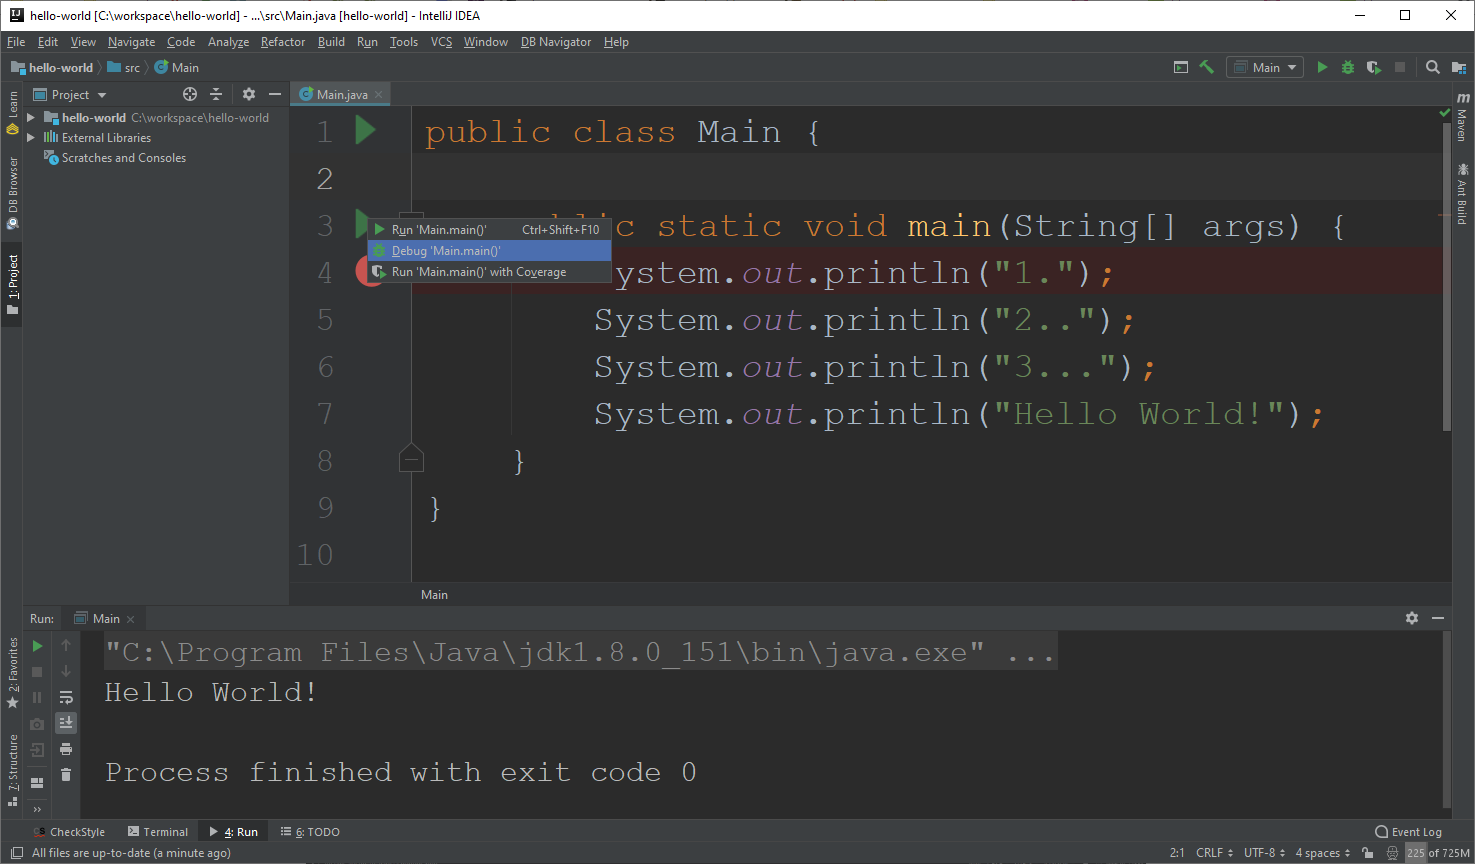 hello-world [C:\workspace\hello-world] - ...\src\Main.java [hello-world] - IntelliJ IDEA
File Edit View Navigate Code Analyze Refactor Build Run Tools VCS Window DB Navigator Help
hello-world src Main
Main
Learn
DB Browser
1: Project
Project
hello-world C:\workspace\hello-world
External Libraries
Scratches and Consoles
Main.java
1 public class Main {
2
3 c static void main(String[] args) {
4 ystem.out.println("1.");
5 System.out.println("2..");
6 System.out.println("3...");
7 System.out.println("Hello World!");
8 }
9 }
10
Run 'Main.main()' Ctrl+Shift+F10
Debug 'Main.main()'
Run 'Main.main()' with Coverage
Main
m Maven
Ant Build
Run: Main
2: Favorites
7: Structure
"C:\Program Files\Java\jdk1.8.0_151\bin\java.exe" ...
Hello World!
Process finished with exit code 0
CheckStyle Terminal 4: Run 6: TODO Event Log
All files are up-to-date (a minute ago) 2:1 CRLF UTF-8 4 spaces 225 of 725M